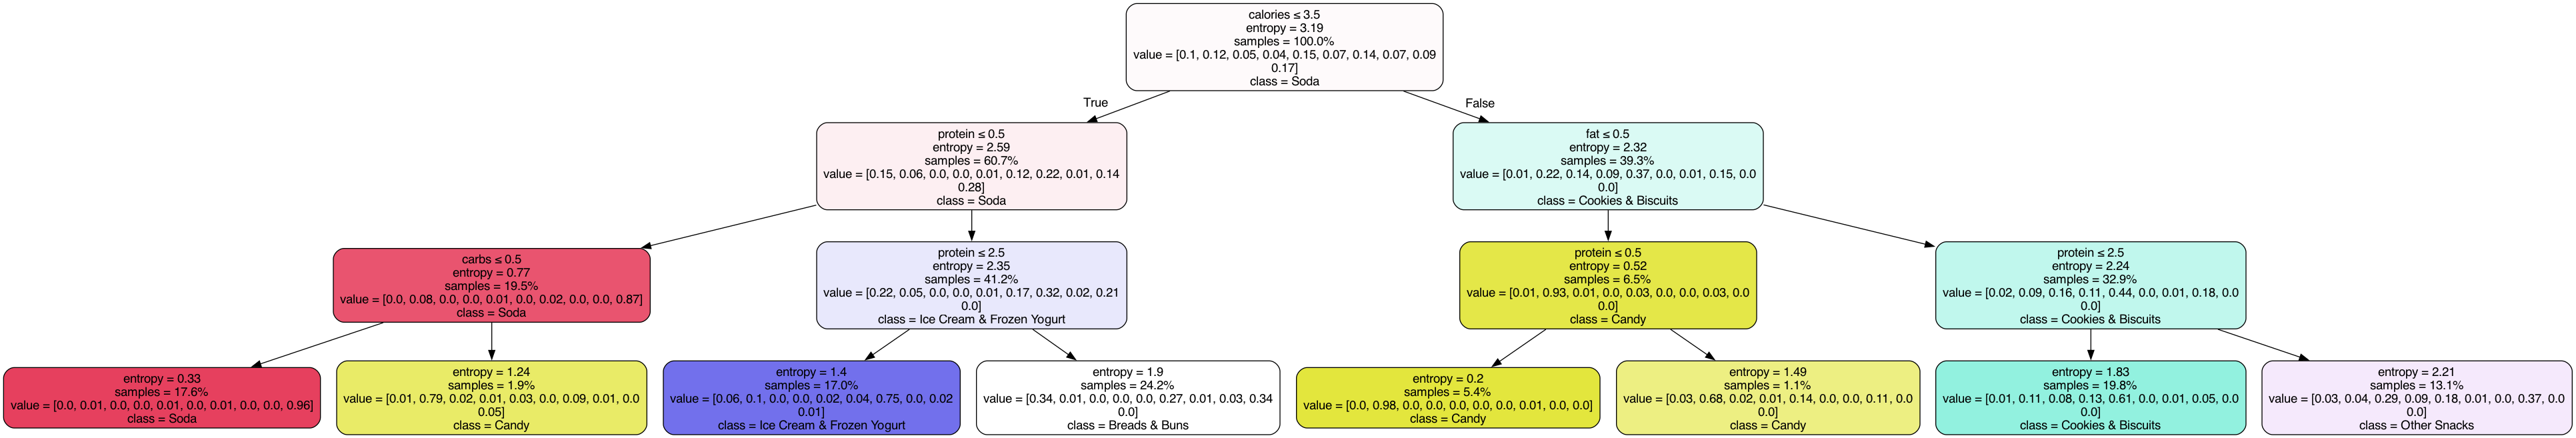 calories ≤ 3.5
entropy = 3.19
samples = 100.0%
value = [0.1, 0.12, 0.05, 0.04, 0.15, 0.07, 0.14, 0.07, 0.09
0.17]
class = Soda
True
False
protein ≤ 0.5
entropy = 2.59
samples = 60.7%
value = [0.15, 0.06, 0.0, 0.0, 0.01, 0.12, 0.22, 0.01, 0.14
0.28]
class = Soda
fat ≤ 0.5
entropy = 2.32
samples = 39.3%
value = [0.01, 0.22, 0.14, 0.09, 0.37, 0.0, 0.01, 0.15, 0.0
0.0]
class = Cookies & Biscuits
carbs ≤ 0.5
entropy = 0.77
samples = 19.5%
value = [0.0, 0.08, 0.0, 0.0, 0.01, 0.0, 0.02, 0.0, 0.0, 0.87]
class = Soda
protein ≤ 2.5
entropy = 2.35
samples = 41.2%
value = [0.22, 0.05, 0.0, 0.0, 0.01, 0.17, 0.32, 0.02, 0.21
0.0]
class = Ice Cream & Frozen Yogurt
protein ≤ 0.5
entropy = 0.52
samples = 6.5%
value = [0.01, 0.93, 0.01, 0.0, 0.03, 0.0, 0.0, 0.03, 0.0
0.0]
class = Candy
protein ≤ 2.5
entropy = 2.24
samples = 32.9%
value = [0.02, 0.09, 0.16, 0.11, 0.44, 0.0, 0.01, 0.18, 0.0
0.0]
class = Cookies & Biscuits
entropy = 0.33
samples = 17.6%
value = [0.0, 0.01, 0.0, 0.0, 0.01, 0.0, 0.01, 0.0, 0.0, 0.96]
class = Soda
entropy = 1.24
samples = 1.9%
value = [0.01, 0.79, 0.02, 0.01, 0.03, 0.0, 0.09, 0.01, 0.0
0.05]
class = Candy
entropy = 1.4
samples = 17.0%
value = [0.06, 0.1, 0.0, 0.0, 0.02, 0.04, 0.75, 0.0, 0.02
0.01]
class = Ice Cream & Frozen Yogurt
entropy = 1.9
samples = 24.2%
value = [0.34, 0.01, 0.0, 0.0, 0.0, 0.27, 0.01, 0.03, 0.34
0.0]
class = Breads & Buns
entropy = 0.2
samples = 5.4%
value = [0.0, 0.98, 0.0, 0.0, 0.0, 0.0, 0.0, 0.01, 0.0, 0.0]
class = Candy
entropy = 1.49
samples = 1.1%
value = [0.03, 0.68, 0.02, 0.01, 0.14, 0.0, 0.0, 0.11, 0.0
0.0]
class = Candy
entropy = 1.83
samples = 19.8%
value = [0.01, 0.11, 0.08, 0.13, 0.61, 0.0, 0.01, 0.05, 0.0
0.0]
class = Cookies & Biscuits
entropy = 2.21
samples = 13.1%
value = [0.03, 0.04, 0.29, 0.09, 0.18, 0.01, 0.0, 0.37, 0.0
0.0]
class = Other Snacks